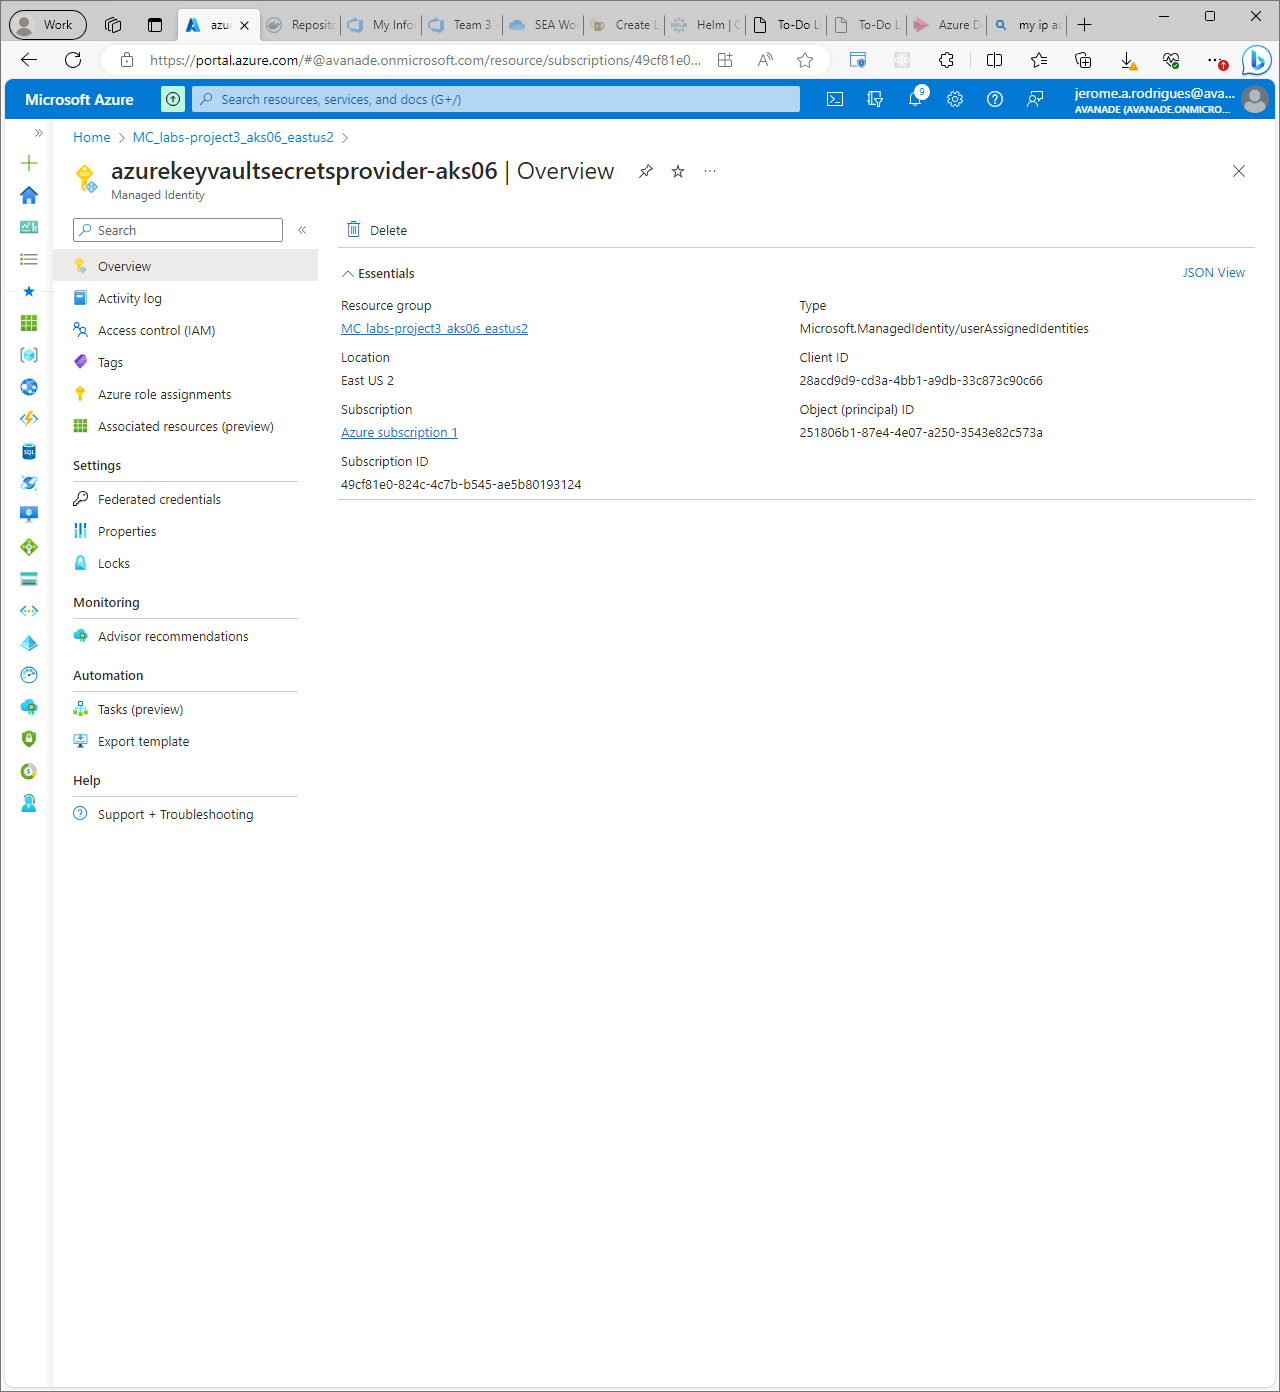 Work
azur
Reposito
My Infor
Team 3 -
SEA Wo
Create L
Helm | C
To-Do Li
To-Do L
Azure D
my ip ad
https://portal.azure.com/#@avanade.onmicrosoft.com/resource/subscriptions/49cf81e0...
Microsoft Azure
Search resources, services, and docs (G+/)
9
jerome.a.rodrigues@ava...
AVANADE (AVANADE.ONMICRO...
Home > MC_labs-project3_aks06_eastus2 >
azurekeyvaultsecretsprovider-aks06 | Overview
Managed Identity
Search
Delete
Overview
Activity log
Access control (IAM)
Tags
Azure role assignments
Associated resources (preview)
Settings
Federated credentials
Properties
Locks
Monitoring
Advisor recommendations
Automation
Tasks (preview)
Export template
Help
Support + Troubleshooting
Essentials
JSON View
Resource group
MC_labs-project3_aks06_eastus2
Location
East US 2
Subscription
Azure subscription 1
Subscription ID
49cf81e0-824c-4c7b-b545-ae5b80193124
Type
Microsoft.ManagedIdentity/userAssignedIdentities
Client ID
28acd9d9-cd3a-4bb1-a9db-33c873c90c66
Object (principal) ID
251806b1-87e4-4e07-a250-3543e82c573a